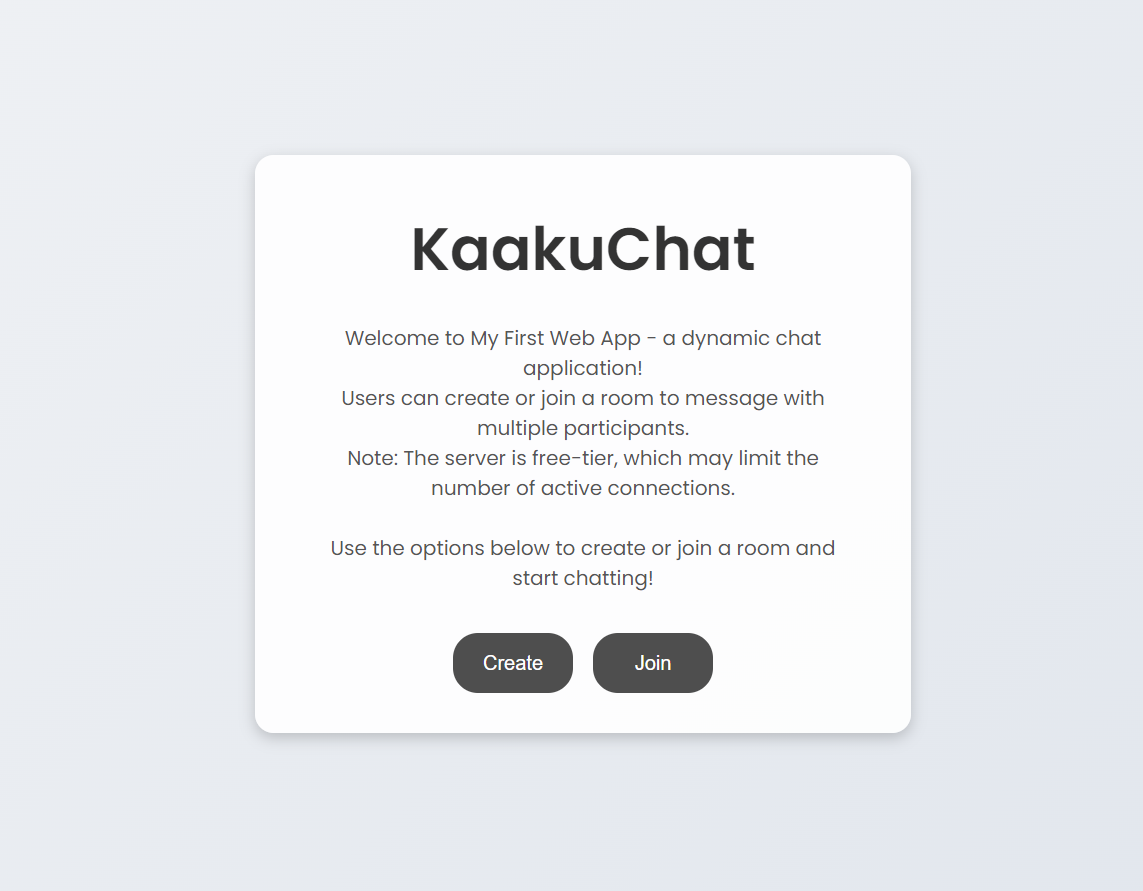 KaakuChat
Welcome to My First Web App - a dynamic chat
application!
Users can create or join a room to message with
multiple participants.
Note: The server is free-tier, which may limit the
number of active connections.
Use the options below to create or join a room and
start chatting!
Create
Join